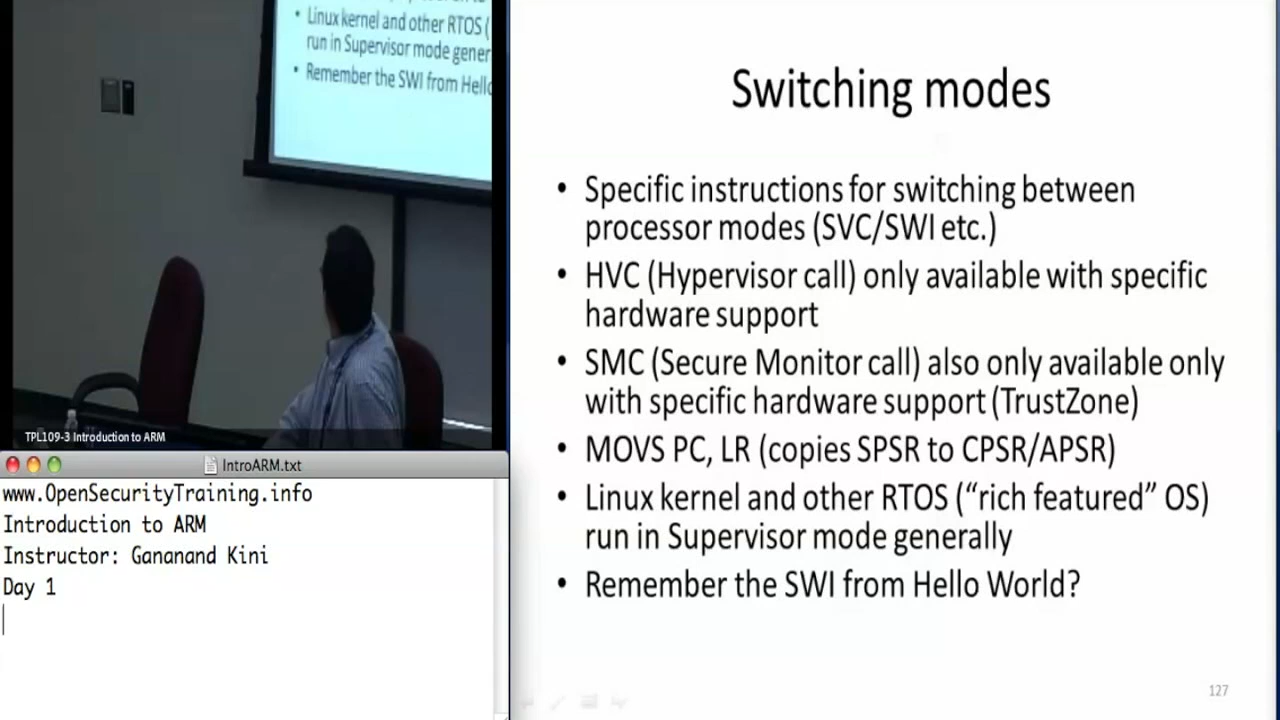 Linux kernel and other RTOS (
run in Supervisor mode gener
Remember the SWI from Hello
TPL109-3 Introduction to ARM
IntroARM.txt
www.OpenSecurityTraining.info
Introduction to ARM
Instructor: Gananand Kini
Day 1
Switching modes
• Specific instructions for switching between
processor modes (SVC/SWI etc.)
• HVC (Hypervisor call) only available with specific
hardware support
• SMC (Secure Monitor call) also only available only
with specific hardware support (TrustZone)
• MOVS PC, LR (copies SPSR to CPSR/APSR)
• Linux kernel and other RTOS (“rich featured” OS)
run in Supervisor mode generally
• Remember the SWI from Hello World?
127